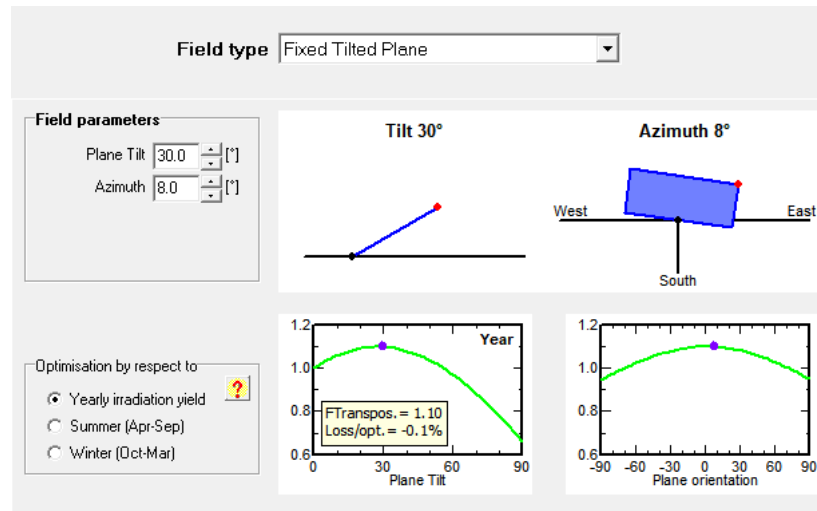 Field type Fixed Tilted Plane
Field parameters
Plane Tilt 30.0 [°]
Azimuth 8.0 [°]
Tilt 30°
Azimuth 8°
West East
South
Optimisation by respect to
?
Yearly irradiation yield
Summer (Apr-Sep)
Winter (Oct-Mar)
Year
1.2
1.0
0.8
0.6
FTranspos.= 1.10
Loss/opt.= -0.1%
0 30 60 90
Plane Tilt
1.2
1.0
0.8
0.6
-90 -60 -30 0 30 60 90
Plane orientation